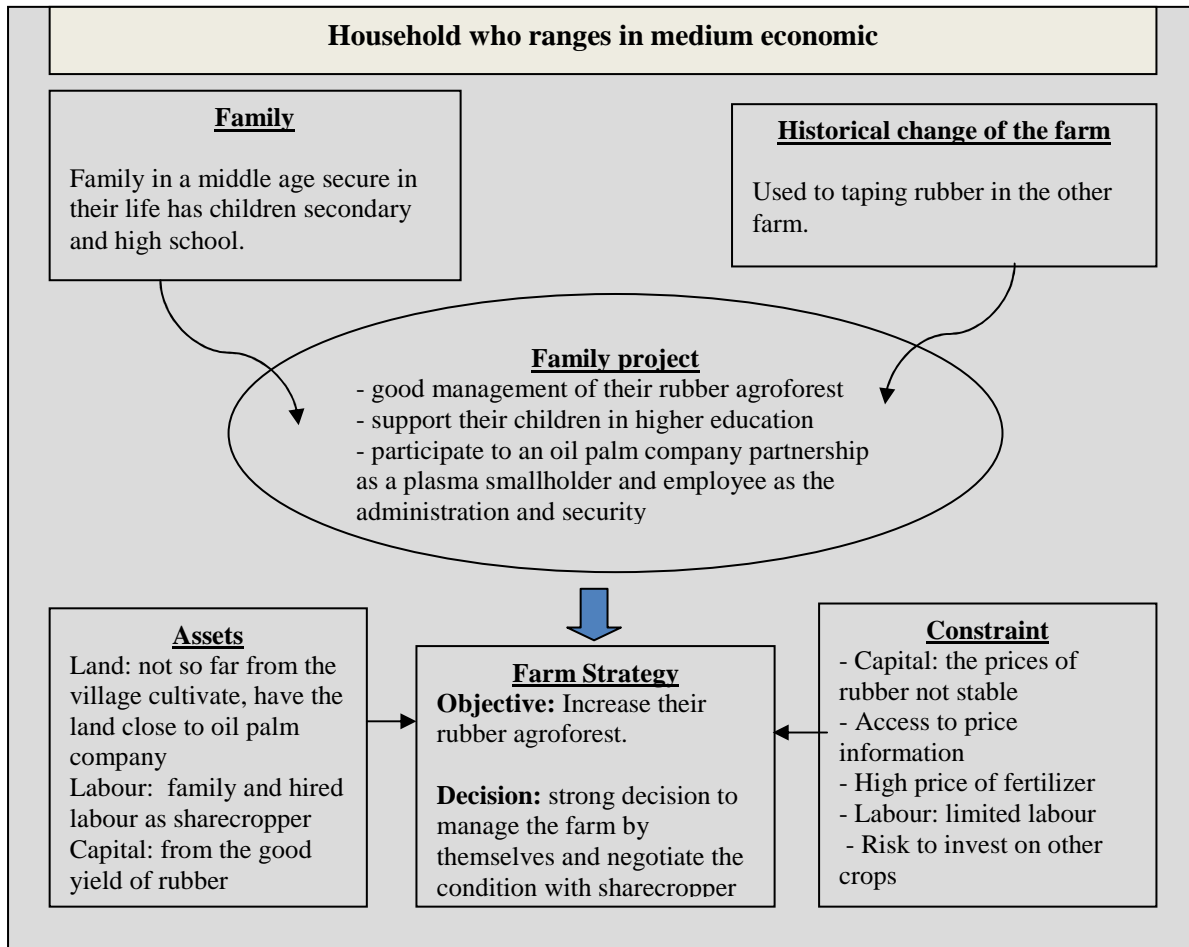 Household who ranges in medium economic
Family
Family in a middle age secure in
their life has children secondary
and high school.
Historical change of the farm
Used to taping rubber in the other
farm.
Family project
- good management of their rubber agroforest
- support their children in higher education
- participate to an oil palm company partnership
as a plasma smallholder and employee as the
administration and security
Assets
Land: not so far from the
village cultivate, have the
land close to oil palm
company
Labour: family and hired
labour as sharecropper
Capital: from the good
yield of rubber
Farm Strategy
Objective: Increase their
rubber agroforest.
Decision: strong decision to
manage the farm by
themselves and negotiate the
condition with sharecropper
Constraint
- Capital: the prices of
rubber not stable
- Access to price
information
- High price of fertilizer
- Labour: limited labour
- Risk to invest on other
crops